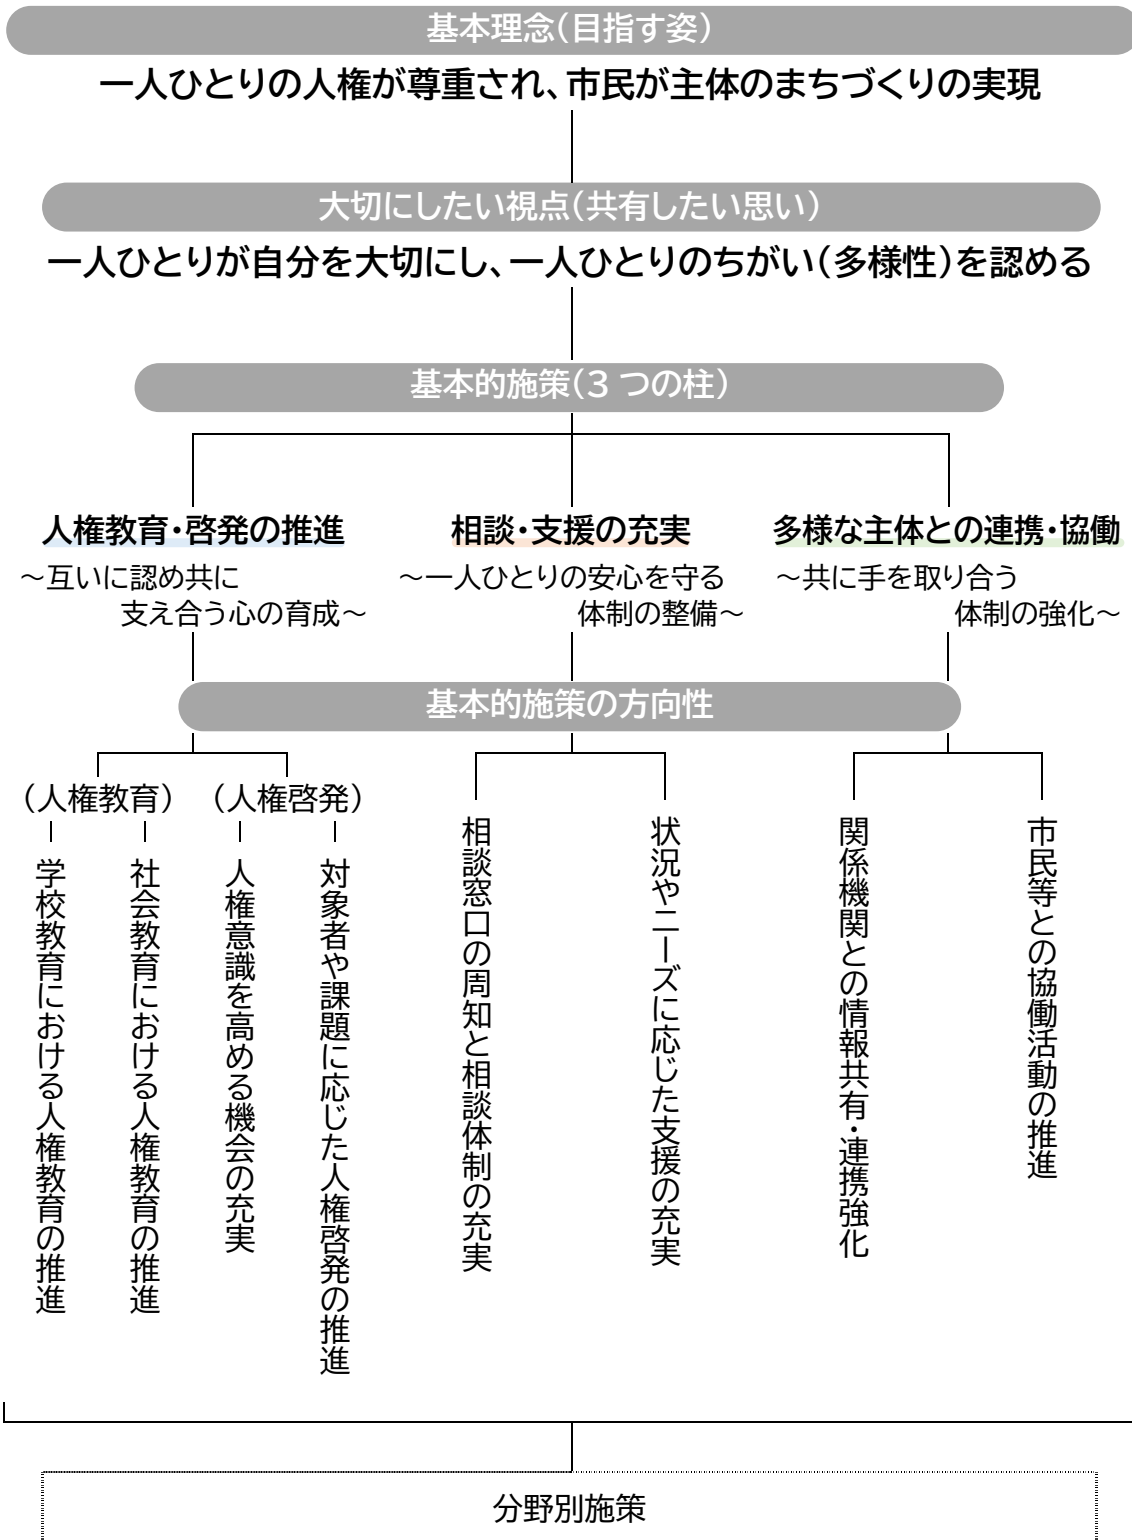 基本理念（目指す姿）
一人ひとりの人権が尊重され、市民が主体のまちづくりの実現
大切にしたい視点（共有したい思い）
一人ひとりが自分を大切にし、一人ひとりのちがい（多様性）を認める
基本的施策（3 つの柱）
人権教育・啓発の推進
～互いに認め共に
支え合う心の育成～
相談・支援の充実
～一人ひとりの安心を守る
体制の整備～
多様な主体との連携・協働
～共に手を取り合う
体制の強化～
基本的施策の方向性
（人権教育）
学校教育における人権教育の推進
社会教育における人権教育の推進
（人権啓発）
人権意識を高める機会の充実
対象者や課題に応じた人権啓発の推進
相談窓口の周知と相談体制の充実
状況やニーズに応じた支援の充実
関係機関との情報共有・連携強化
市民等との協働活動の推進
分野別施策